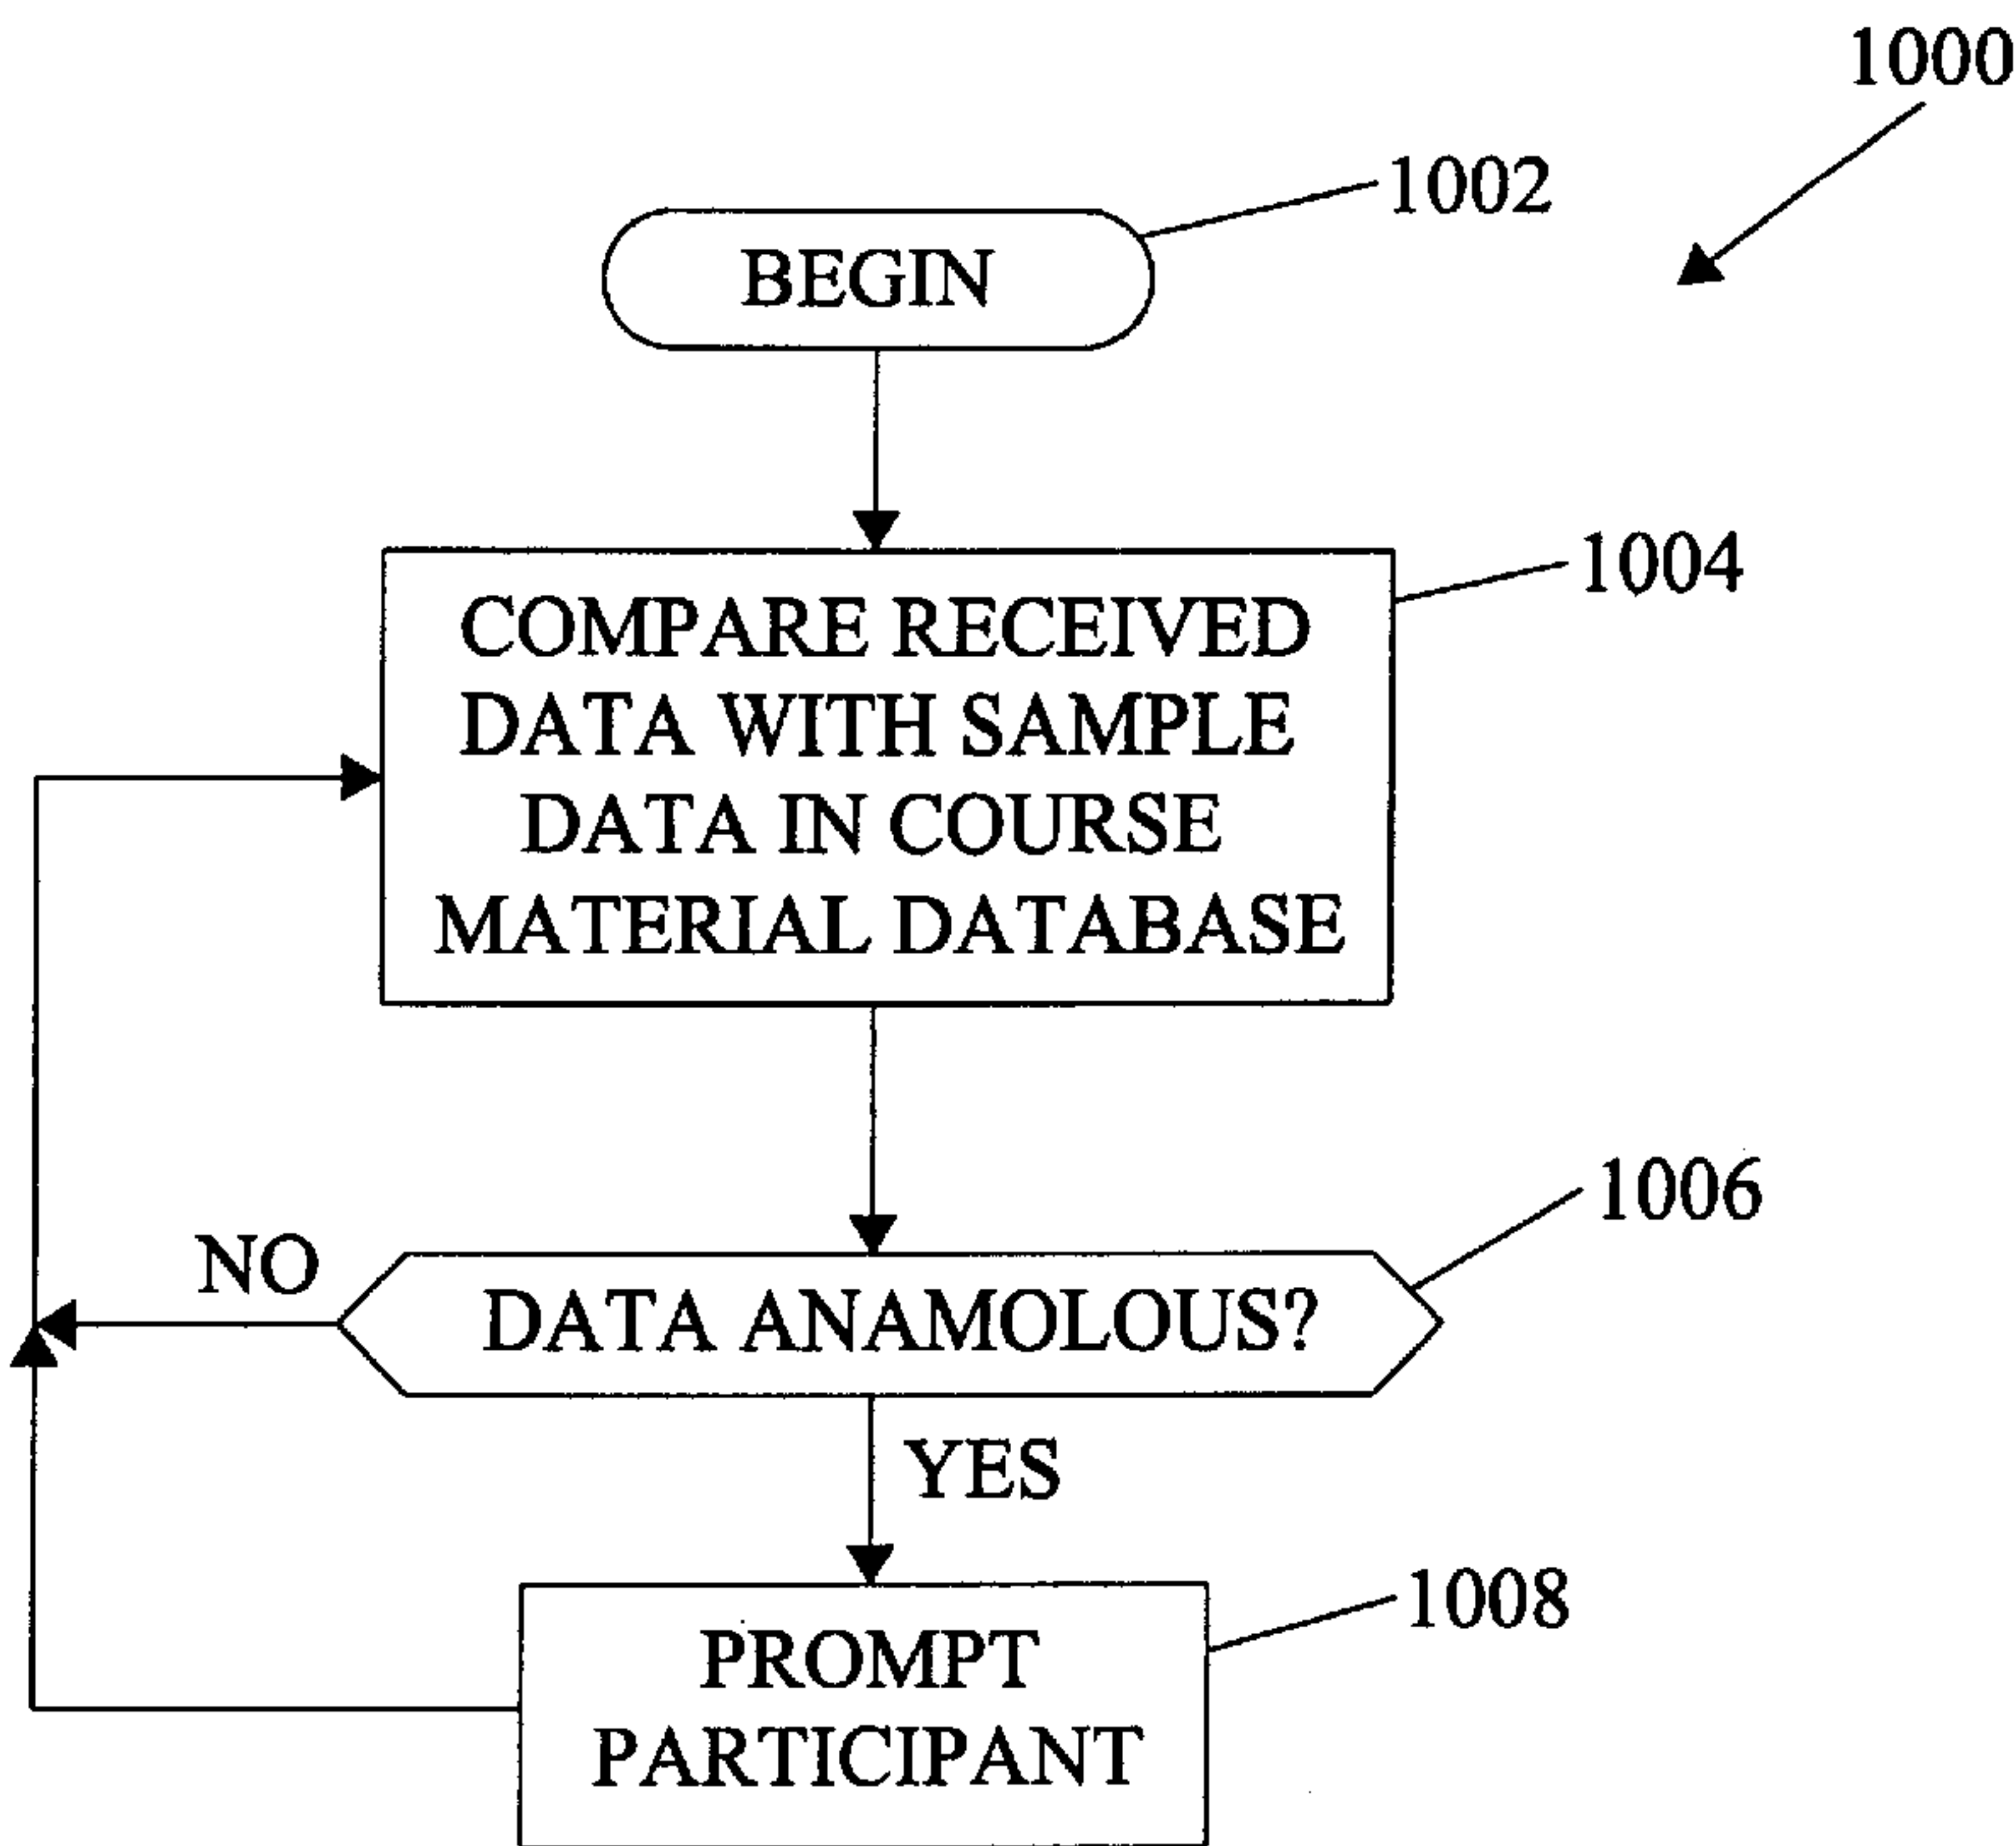 1000
1002
BEGIN
1004
COMPARE RECEIVED
DATA WITH SAMPLE
DATA IN COURSE
MATERIAL DATABASE
1006
NO
DATA ANAMOLOUS?
YES
1008
PROMPT
PARTICIPANT